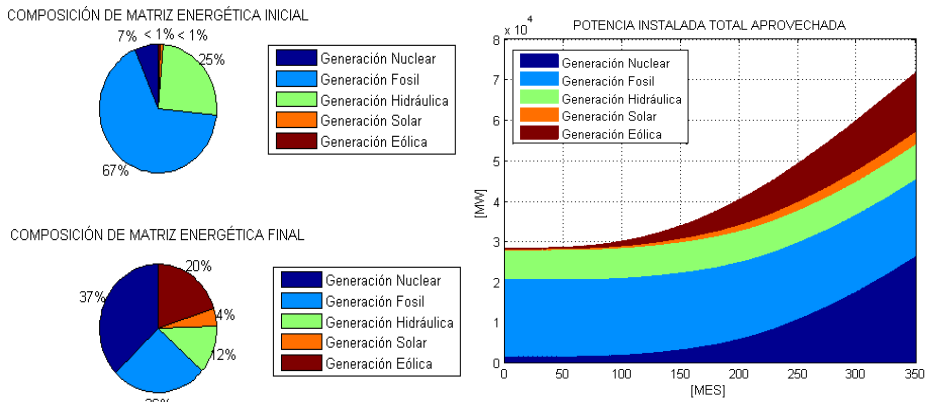 COMPOSICIÓN DE MATRIZ ENERGÉTICA INICIAL
7%
< 1%
< 1%
25%
67%
Generación Nuclear
Generación Fosil
Generación Hidráulica
Generación Solar
Generación Eólica
COMPOSICIÓN DE MATRIZ ENERGÉTICA FINAL
37%
20%
4%
12%
Generación Nuclear
Generación Fosil
Generación Hidráulica
Generación Solar
Generación Eólica
POTENCIA INSTALADA TOTAL APROVECHADA
x 10^4
8
7
6
5
4
3
2
1
0
[MW]
Generación Nuclear
Generación Fosil
Generación Hidráulica
Generación Solar
Generación Eólica
0 50 100 150 200 250 300 350
[MES]